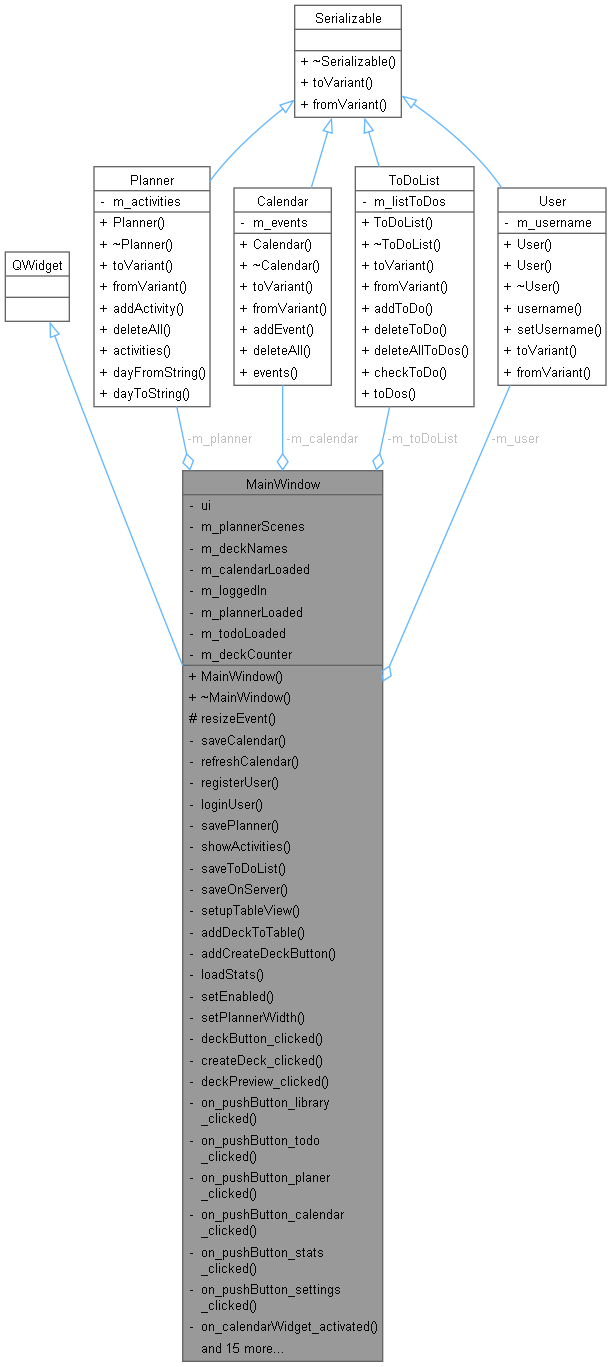 Serializable
+ ~Serializable()
+ toVariant()
+ fromVariant()
Planner
- m_activities
+ Planner()
+ ~Planner()
+ toVariant()
+ fromVariant()
+ addActivity()
+ deleteAll()
+ activities()
+ dayFromString()
+ dayToString()
Calendar
- m_events
+ Calendar()
+ ~Calendar()
+ toVariant()
+ fromVariant()
+ addEvent()
+ deleteAll()
+ events()
ToDoList
- m_listToDos
+ ToDoList()
+ ~ToDoList()
+ toVariant()
+ fromVariant()
+ addToDo()
+ deleteToDo()
+ deleteAllToDos()
+ checkToDo()
+ toDos()
User
- m_username
+ User()
+ User()
+ ~User()
+ username()
+ setUsername()
+ toVariant()
+ fromVariant()
QWidget
-m_planner
-m_calendar
-m_toDoList
-m_user
MainWindow
- ui
- m_plannerScenes
- m_deckNames
- m_calendarLoaded
- m_loggedIn
- m_plannerLoaded
- m_todoLoaded
- m_deckCounter
+ MainWindow()
+ ~MainWindow()
# resizeEvent()
- saveCalendar()
- refreshCalendar()
- registerUser()
- loginUser()
- savePlanner()
- showActivities()
- saveToDoList()
- saveOnServer()
- setupTableView()
- addDeckToTable()
- addCreateDeckButton()
- loadStats()
- setEnabled()
- setPlannerWidth()
- deckButton_clicked()
- createDeck_clicked()
- deckPreview_clicked()
- on_pushButton_library
_clicked()
- on_pushButton_todo
_clicked()
- on_pushButton_planer
_clicked()
- on_pushButton_calendar
_clicked()
- on_pushButton_stats
_clicked()
- on_pushButton_settings
_clicked()
- on_calendarWidget_activated()
and 15 more...